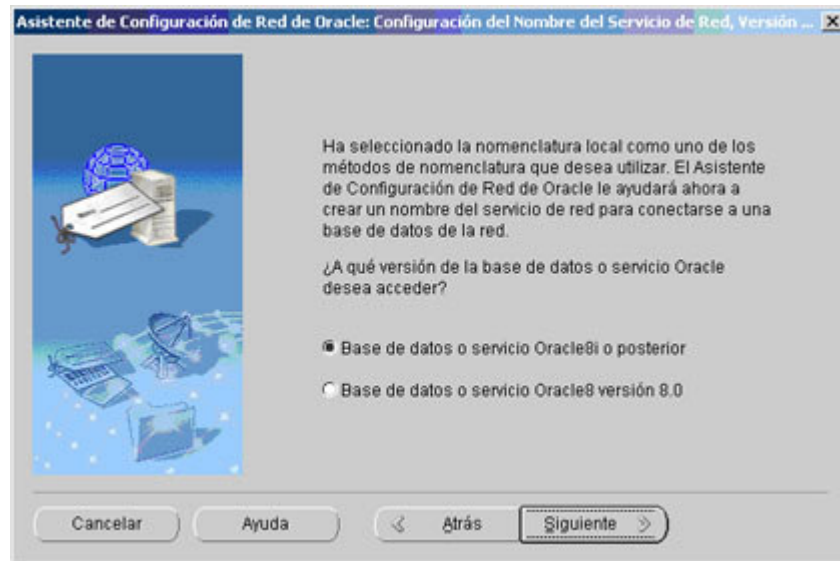 Asistente de Configuración de Red de Oracle: Configuración del Nombre del Servicio de Red, Versión ...
Ha seleccionado la nomenclatura local como uno de los
métodos de nomenclatura que desea utilizar. El Asistente
de Configuración de Red de Oracle le ayudará ahora a
crear un nombre del servicio de red para conectarse a una
base de datos de la red.
¿A qué versión de la base de datos o servicio Oracle
desea acceder?
Base de datos o servicio Oracle8i o posterior
Base de datos o servicio Oracle8 versión 8.0
Cancelar
Ayuda
Atrás
Siguiente